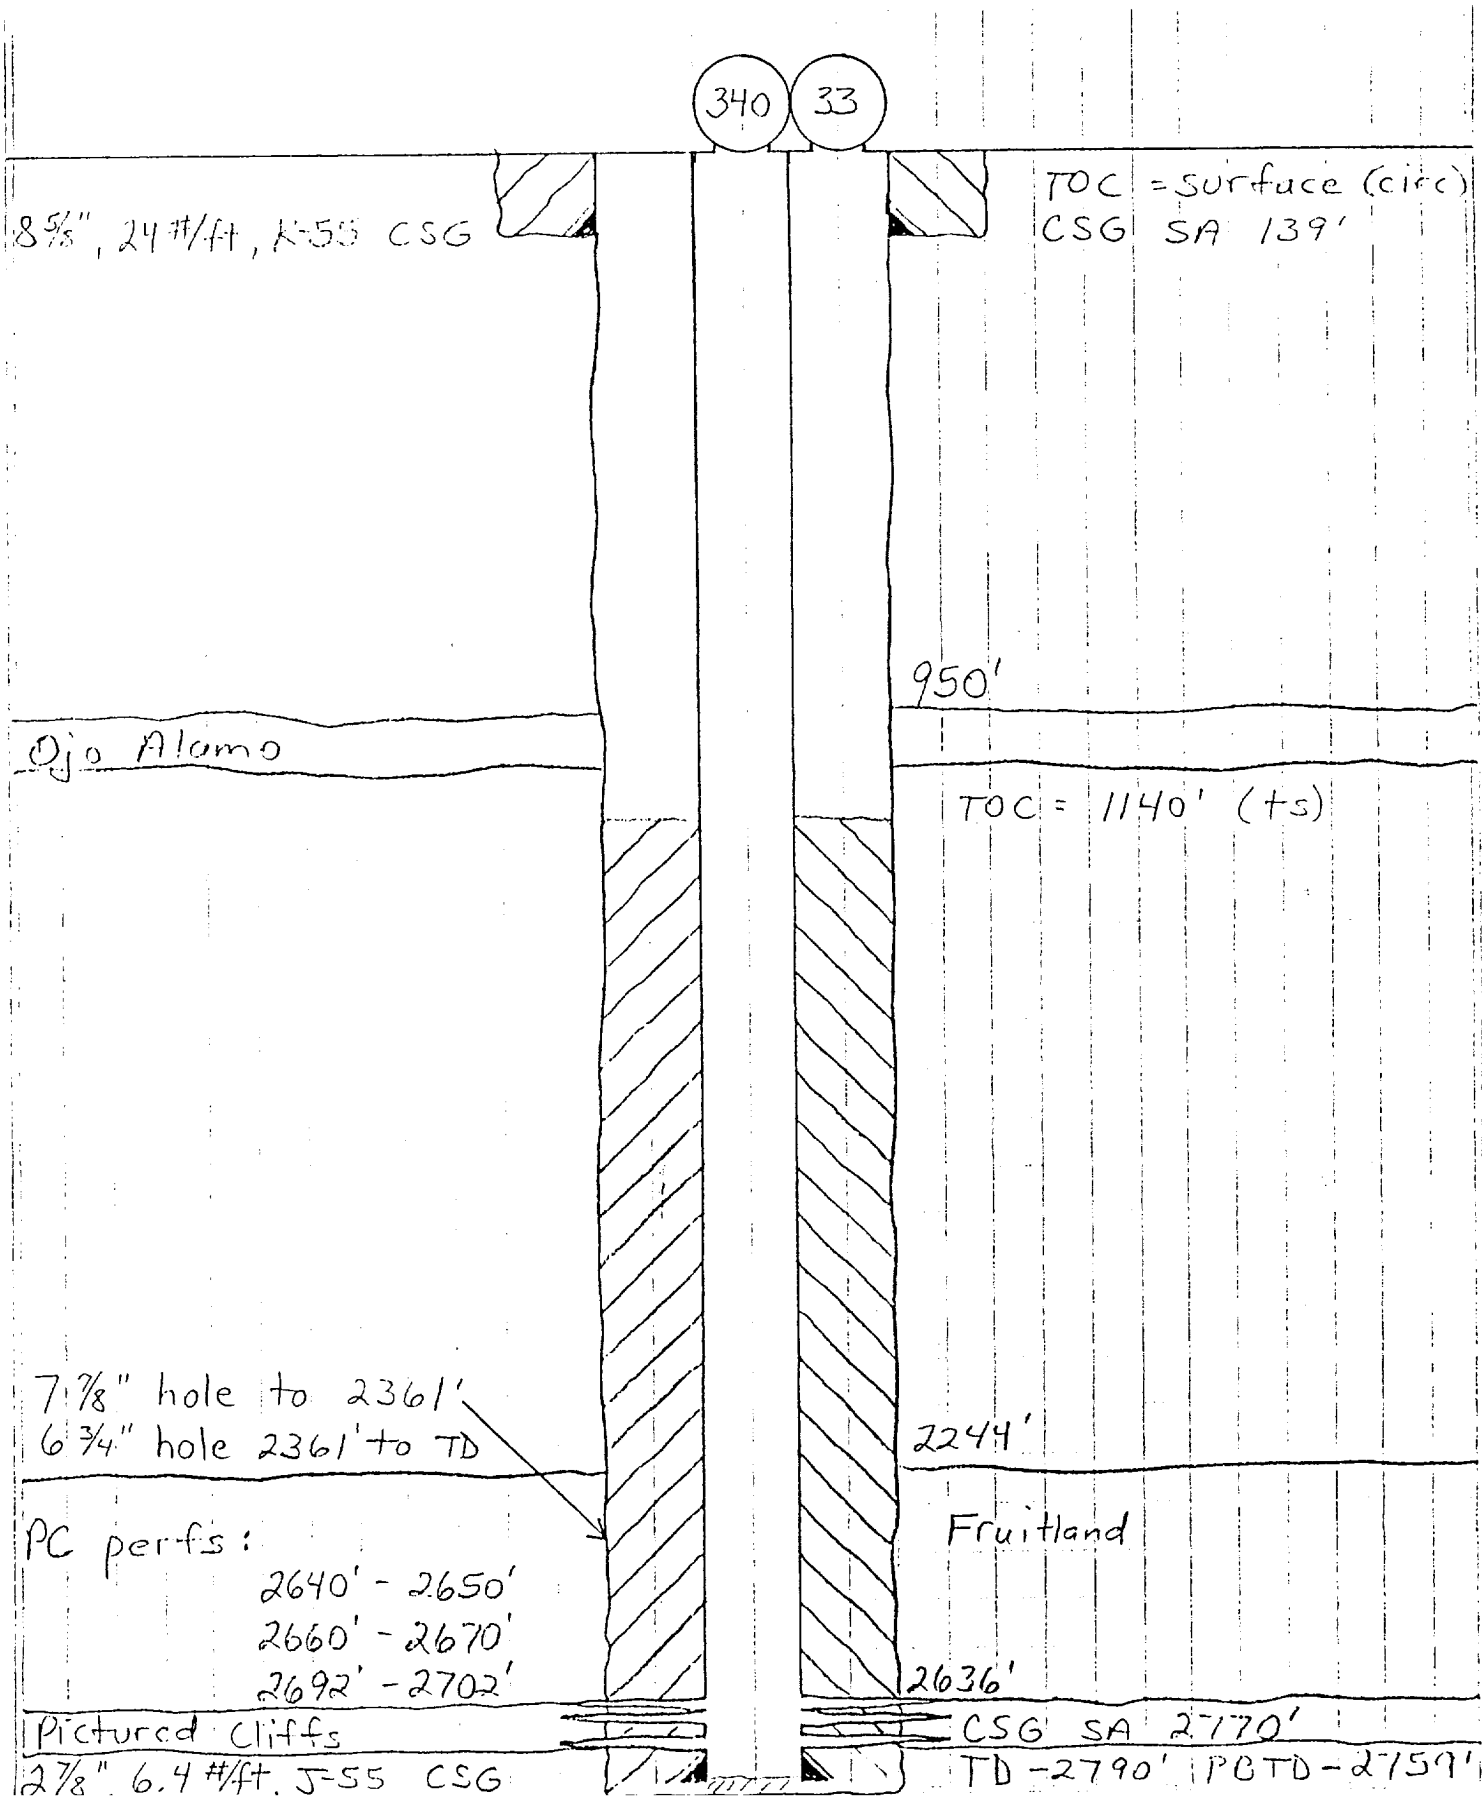 340 33
TOC = surface (circ)
8 5/8", 24 #/ft, K-55 CSG
CSG SA 139'
950'
Ojo Alamo
TOC = 1140' (ts)
7 7/8" hole to 2361'
6 3/4" hole 2361' to TD
2244'
PC perfs:
Fruitland
2640' - 2650'
2660' - 2670'
2692' - 2702'
2636'
Pictured Cliffs
CSG SA 2770'
2 7/8" 6.4 #/ft. J-55 CSG
TD - 2790' PBTD - 2759'